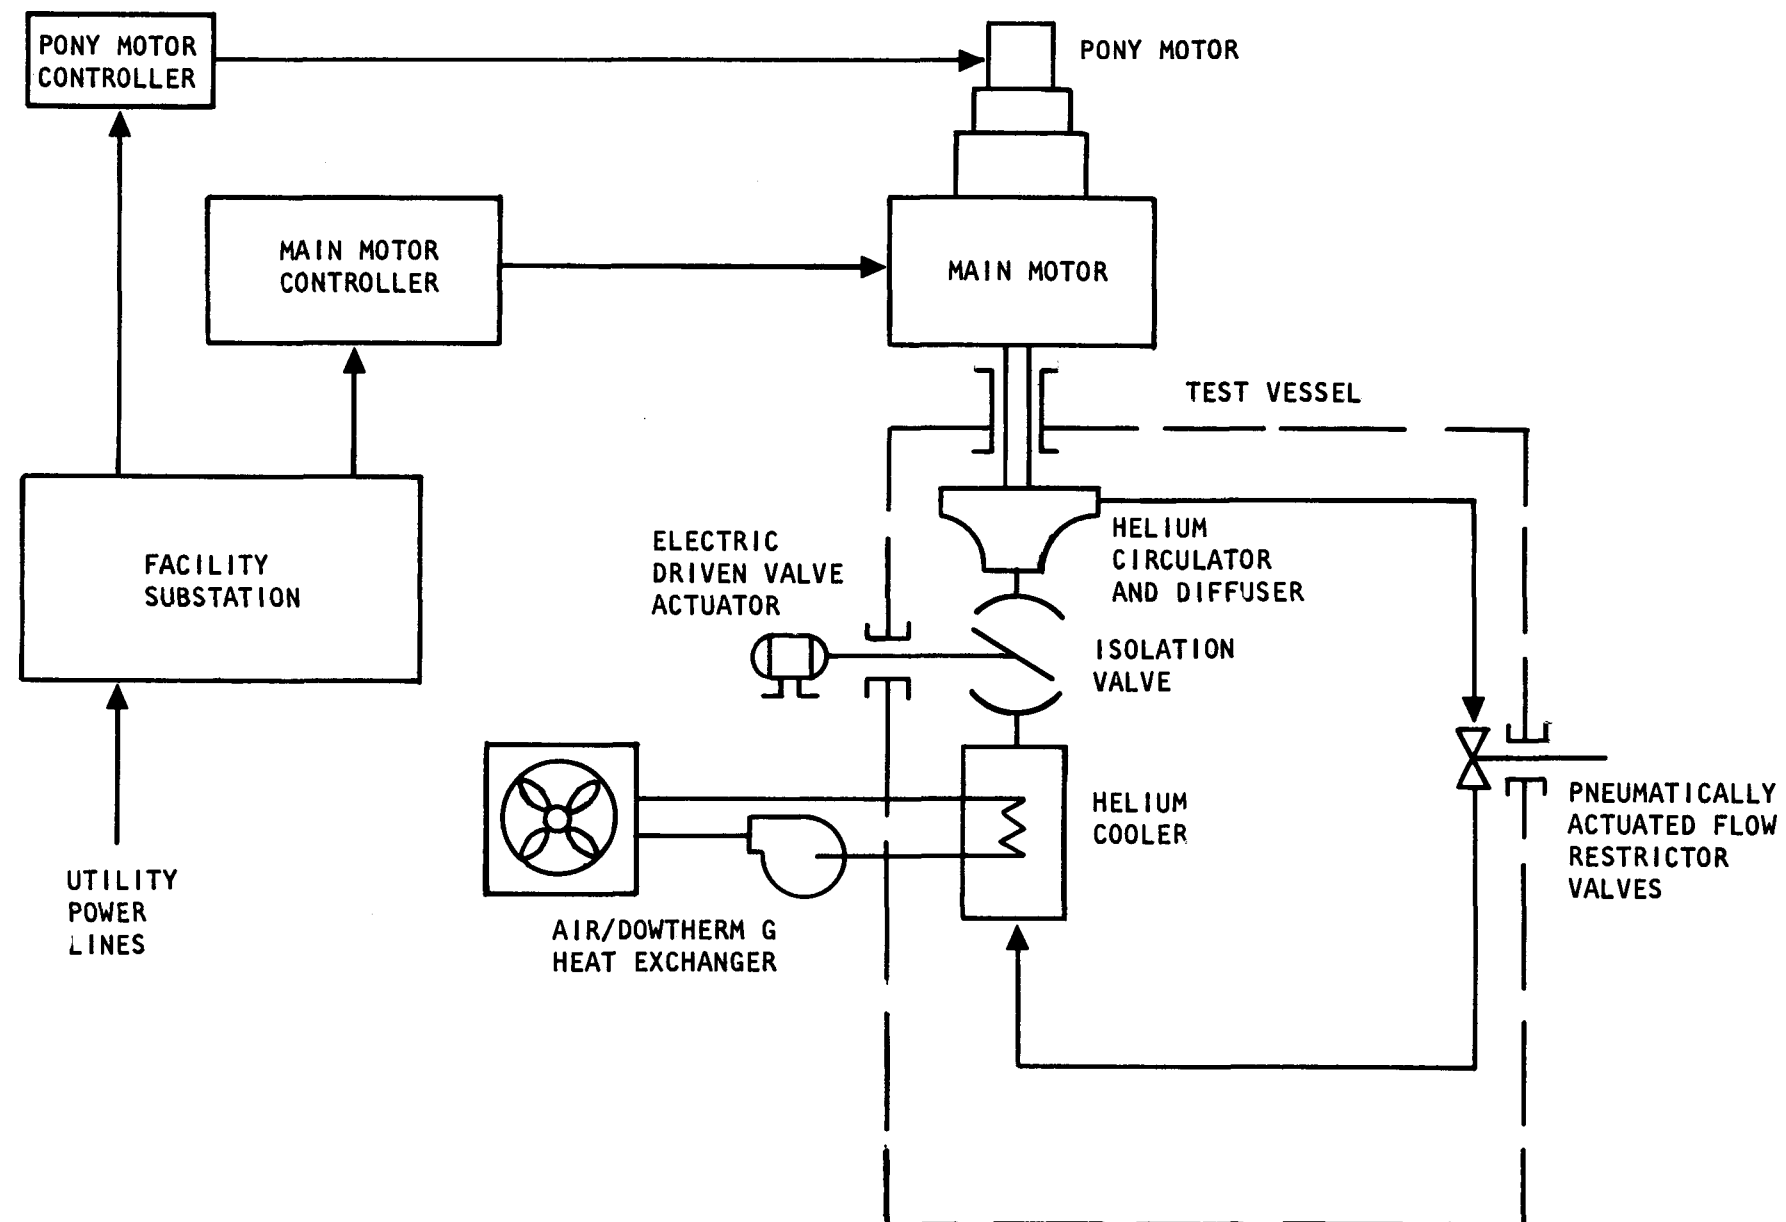 PONY MOTOR
CONTROLLER
PONY MOTOR
MAIN MOTOR
CONTROLLER
MAIN MOTOR
TEST VESSEL
FACILITY
SUBSTATION
ELECTRIC
DRIVEN VALVE
ACTUATOR
HELIUM
CIRCULATOR
AND DIFFUSER
ISOLATION
VALVE
HELIUM
COOLER
PNEUMATICALLY
ACTUATED FLOW
RESTRICTOR
VALVES
UTILITY
POWER
LINES
AIR/DOWTHERM G
HEAT EXCHANGER